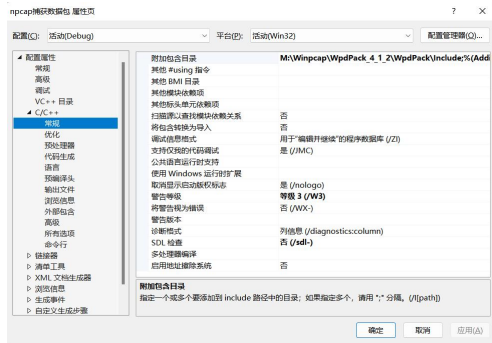 npcap捕获数据包 属性页
? ×
配置(C): 活动(Debug) 平台(P): 活动(Win32) 配置管理器(O)...
配置属性
常规
高级
调试
VC++ 目录
C/C++
常规
优化
预处理器
代码生成
语言
预编译头
输出文件
浏览信息
外部包含
高级
所有选项
命令行
链接器
清单工具
XML 文档生成器
浏览信息
生成事件
自定义生成步骤
附加包含目录 M:\Winpcap\WpdPack_4_1_2\WpdPack\Include;%(Addi
其他 #using 指令
其他 BMI 目录
其他模块依赖项
其他标头单元依赖项
扫描源以查找模块依赖关系 否
将包含转换为导入 否
调试信息格式 用于“编辑并继续”的程序数据库 (/ZI)
支持仅我的代码调试 是 (/JMC)
公共语言运行时支持
使用 Windows 运行时扩展
取消显示启动版权标志 是 (/nologo)
警告等级 等级 3 (/W3)
将警告视为错误 否 (/WX-)
警告版本
诊断格式 列信息 (/diagnostics:column)
SDL 检查 否 (/sdl-)
多处理器编译
启用地址擦除系统 否
附加包含目录
指定一个或多个要添加到 include 路径中的目录；如果指定多个，请用 ";" 分隔。(/I[path])
确定 取消 应用(A)